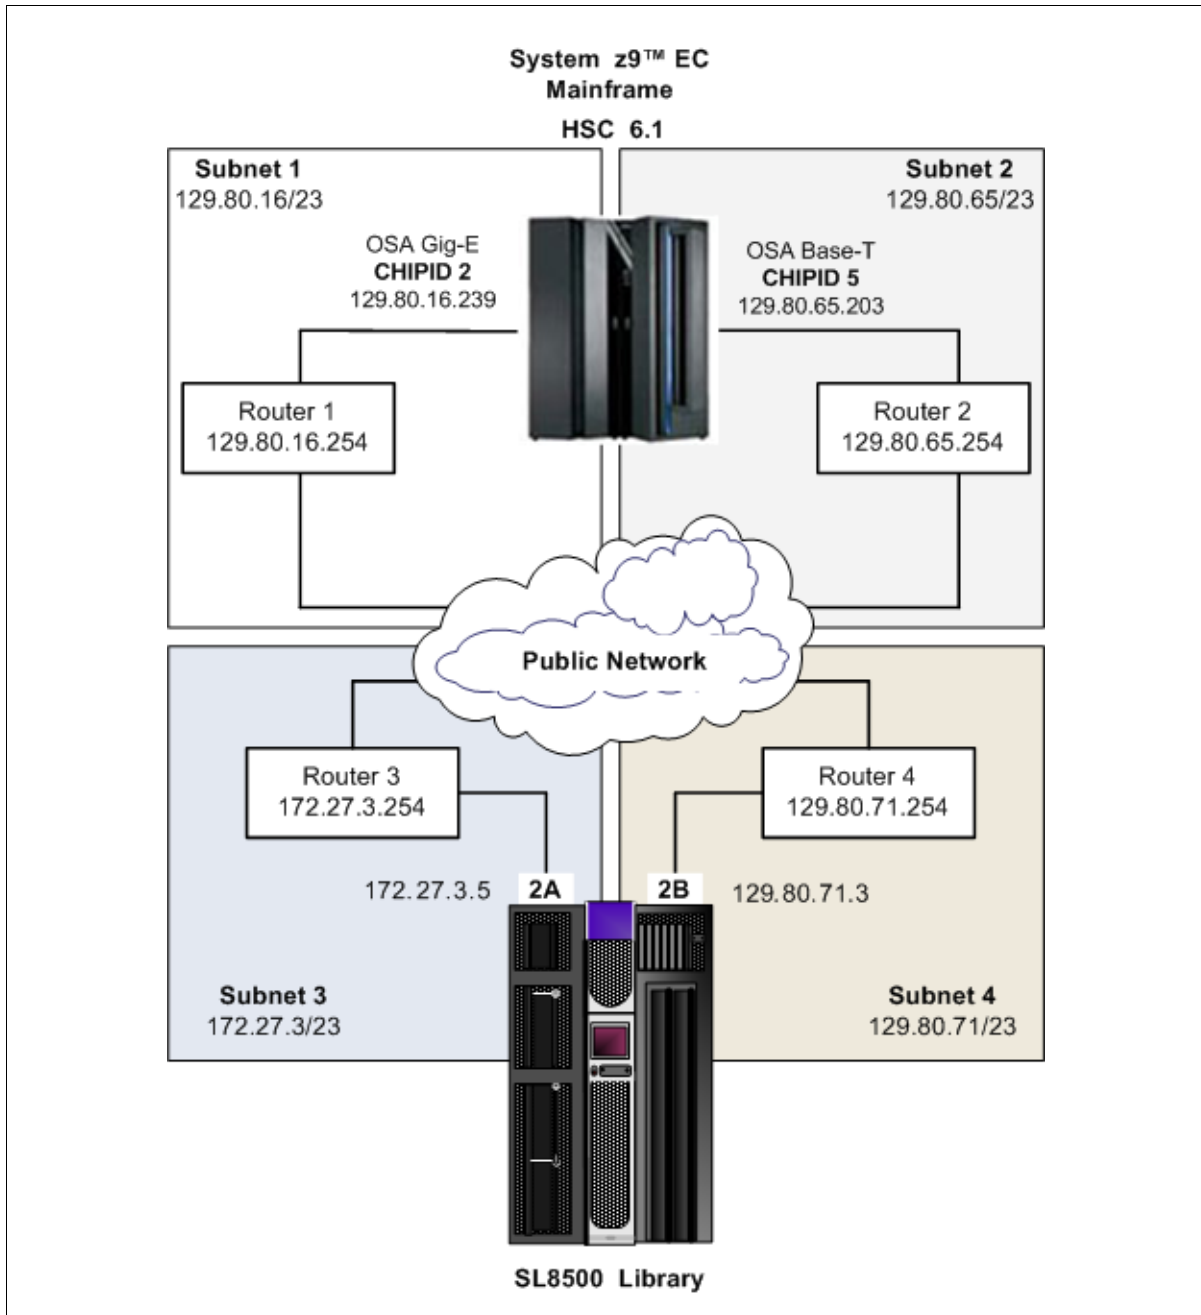 System z9™ EC
Mainframe
HSC 6.1
Subnet 1
129.80.16/23
Subnet 2
129.80.65/23
OSA Gig-E
CHIPID 2
129.80.16.239
OSA Base-T
CHIPID 5
129.80.65.203
Router 1
129.80.16.254
Router 2
129.80.65.254
Public Network
Router 3
172.27.3.254
Router 4
129.80.71.254
172.27.3.5
2A
2B
129.80.71.3
Subnet 3
172.27.3/23
Subnet 4
129.80.71/23
SL8500 Library